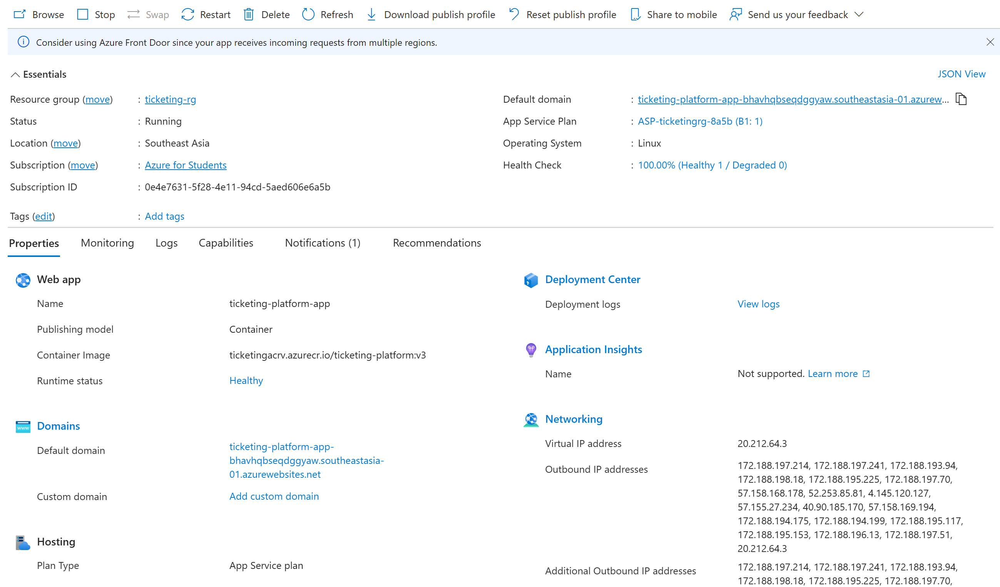 Browse Stop Swap Restart Delete Refresh Download publish profile Reset publish profile Share to mobile Send us your feedback
Consider using Azure Front Door since your app receives incoming requests from multiple regions.
Essentials JSON View
Resource group (move) : ticketing-rg
Status : Running
Location (move) : Southeast Asia
Subscription (move) : Azure for Students
Subscription ID : 0e4e7631-5f28-4e11-94cd-5aed606e6a5b
Default domain : ticketing-platform-app-bhavhqbseqdggyaw.southeastasia-01.azurew...
App Service Plan : ASP-ticketingrg-8a5b (B1: 1)
Operating System : Linux
Health Check : 100.00% (Healthy 1 / Degraded 0)
Tags (edit) : Add tags
Properties Monitoring Logs Capabilities Notifications (1) Recommendations
Web app
Name ticketing-platform-app
Publishing model Container
Container Image ticketingacrv.azurecr.io/ticketing-platform:v3
Runtime status Healthy
www
Domains
Default domain ticketing-platform-app-
bhavhqbseqdggyaw.southeastasia-
01.azurewebsites.net
Custom domain Add custom domain
Hosting
Plan Type App Service plan
Deployment Center
Deployment logs View logs
Application Insights
Name Not supported. Learn more
Networking
Virtual IP address 20.212.64.3
Outbound IP addresses 172.188.197.214, 172.188.197.241, 172.188.193.94,
172.188.198.18, 172.188.195.225, 172.188.197.70,
57.158.168.178, 52.253.85.81, 4.145.120.127,
57.155.27.234, 40.90.185.170, 57.158.169.194,
172.188.194.175, 172.188.194.199, 172.188.195.117,
172.188.195.153, 172.188.196.13, 172.188.197.51,
20.212.64.3
Additional Outbound IP addresses 172.188.197.214, 172.188.197.241, 172.188.193.94,
172.188.198.18, 172.188.195.225, 172.188.197.70,